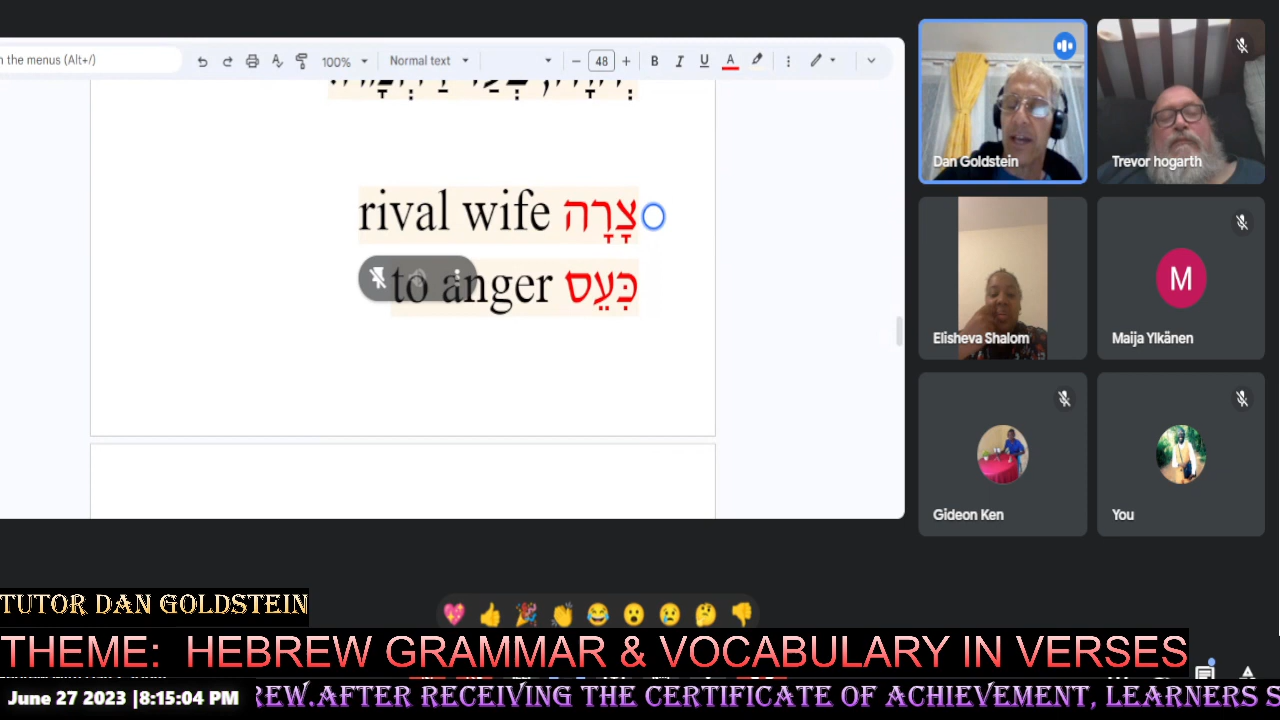 n the menus (Alt+/)
100%
Normal text
48
B I U A
rival wife צָרָה
to anger כִּעֵס
Dan Goldstein
Trevor hogarth
Elisheva Shalom
M
Maija Ylkänen
Gideon Ken
You
TUTOR DAN GOLDSTEIN
THEME: HEBREW GRAMMAR & VOCABULARY IN VERSES
June 27 2023 |8:15:04 PM
REW.AFTER RECEIVING THE CERTIFICATE OF ACHIEVEMENT, LEARNERS S